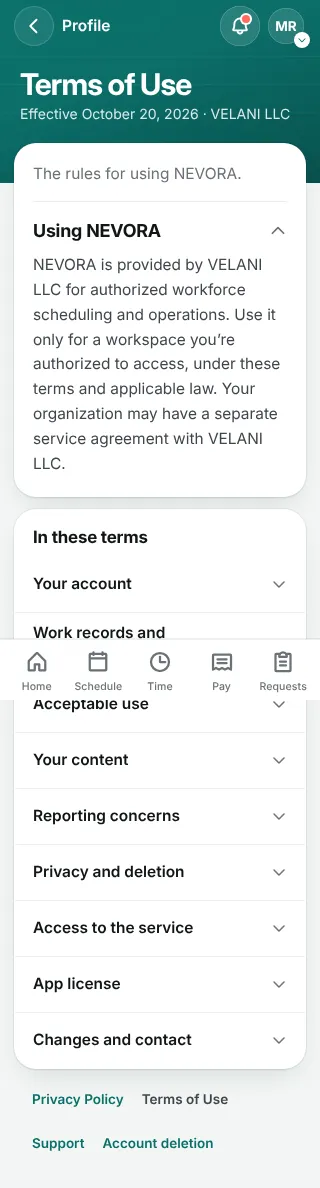 Profile
MR
Terms of Use
Effective October 20, 2026 · VELANI LLC
The rules for using NEVORA.
Using NEVORA
NEVORA is provided by VELANI
LLC for authorized workforce
scheduling and operations. Use it
only for a workspace you’re
authorized to access, under these
terms and applicable law. Your
organization may have a separate
service agreement with VELANI
LLC.
In these terms
Your account
Work records and
Home Schedule Time Pay Requests
Acceptable use
Your content
Reporting concerns
Privacy and deletion
Access to the service
App license
Changes and contact
Privacy Policy Terms of Use
Support Account deletion